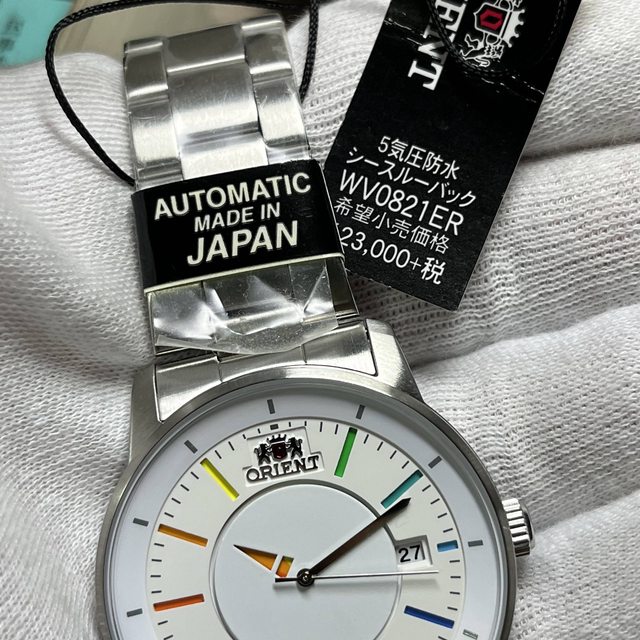 AUTOMATIC
MADE IN
JAPAN
5気圧防水
シースルーバック
WV0821ER
希望小売価格
23,000+税
ORIENT
27